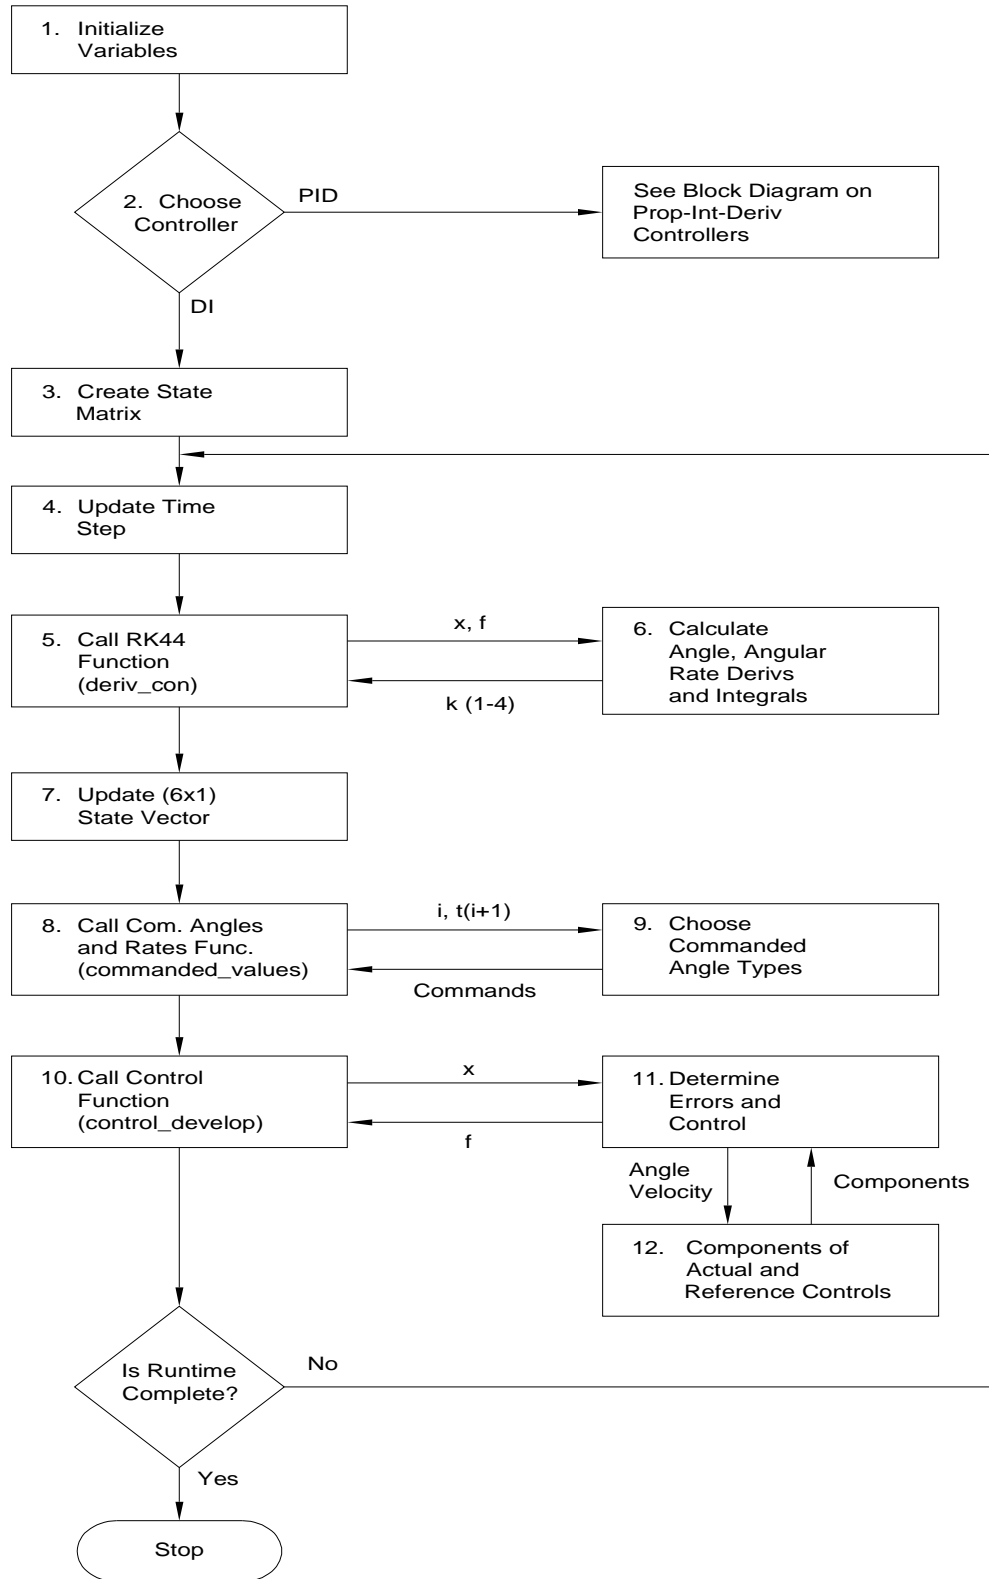 1. Initialize
Variables
2. Choose
Controller
PID
See Block Diagram on
Prop-Int-Deriv
Controllers
DI
3. Create State
Matrix
4. Update Time
Step
5. Call RK44
Function
(deriv_con)
x, f
k (1-4)
6. Calculate
Angle, Angular
Rate Derivs
and Integrals
7. Update (6x1)
State Vector
8. Call Com. Angles
and Rates Func.
(commanded_values)
i, t(i+1)
Commands
9. Choose
Commanded
Angle Types
10. Call Control
Function
(control_develop)
x
f
11. Determine
Errors and
Control
Angle
Velocity
Components
12. Components of
Actual and
Reference Controls
Is Runtime
Complete?
No
Yes
Stop